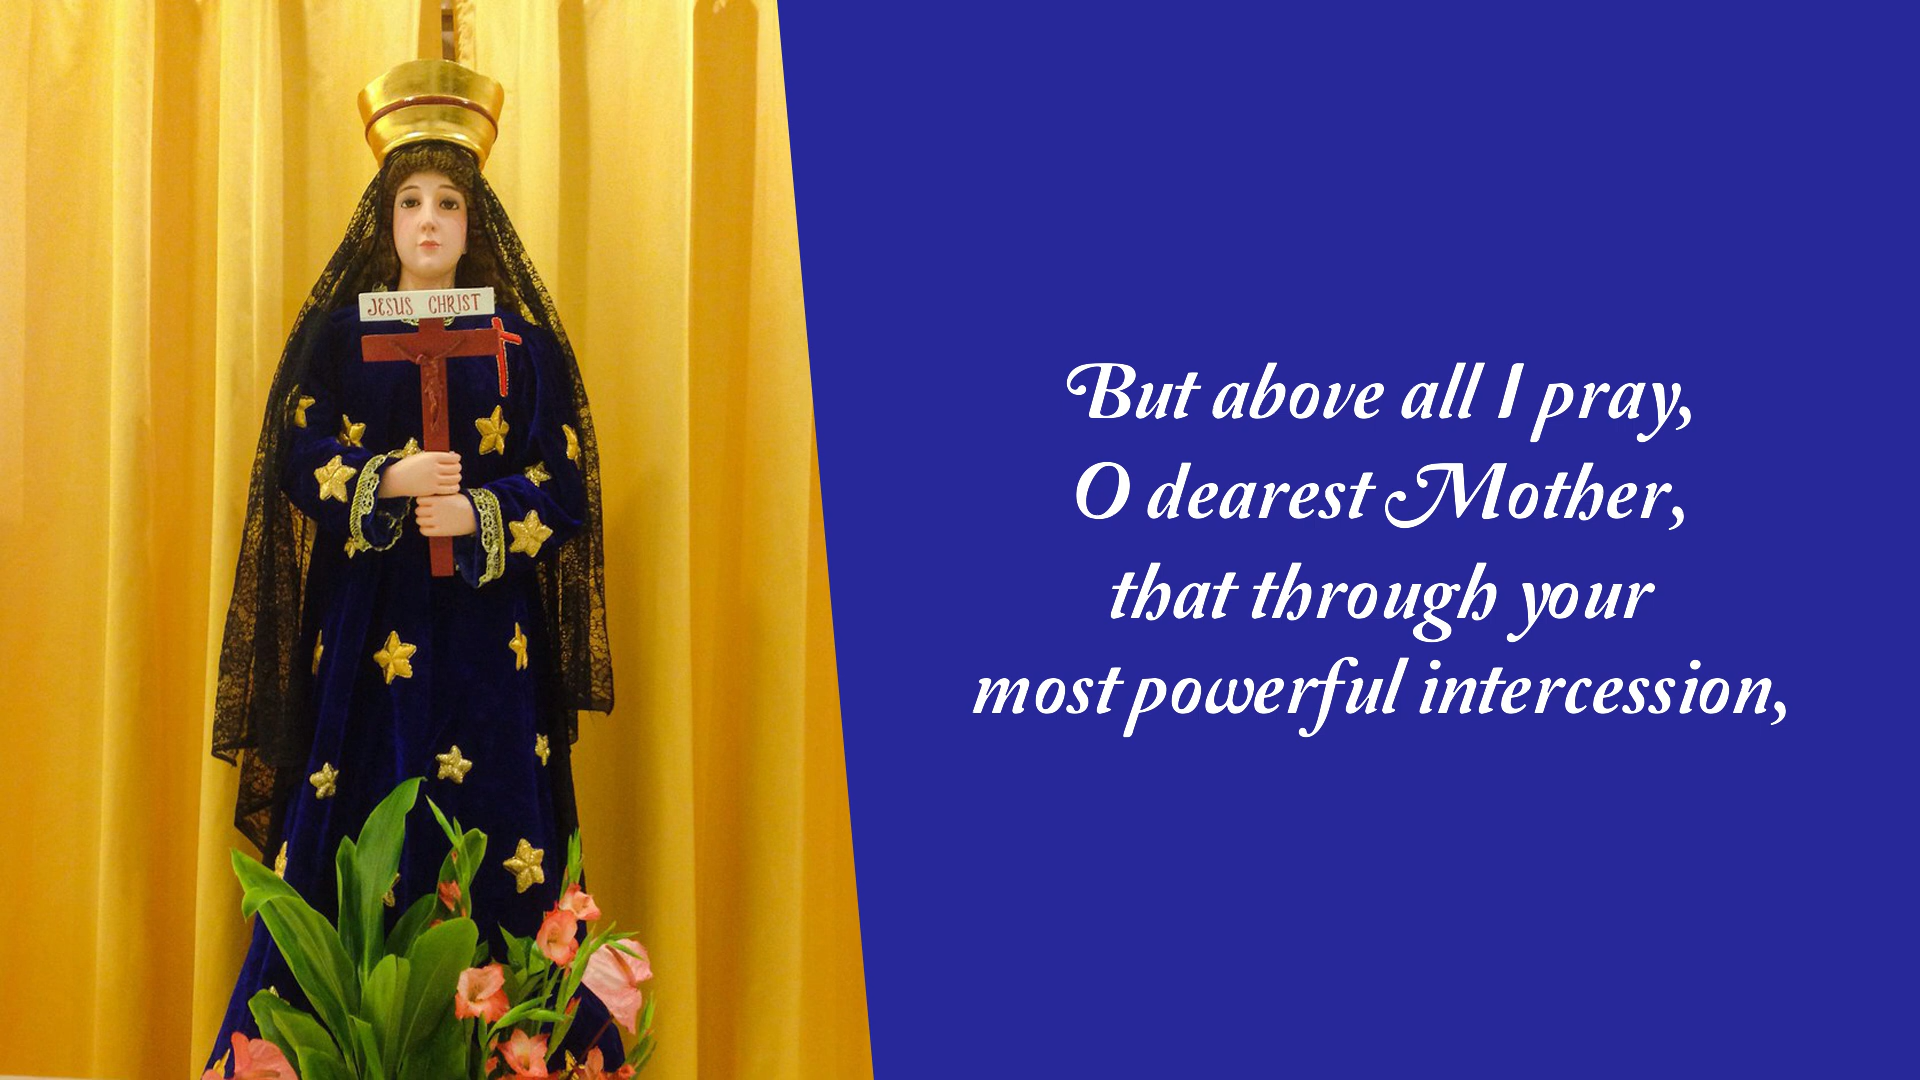 JESUS CHRIST
But above all I pray,
O dearest Mother,
that through your
most powerful intercession,